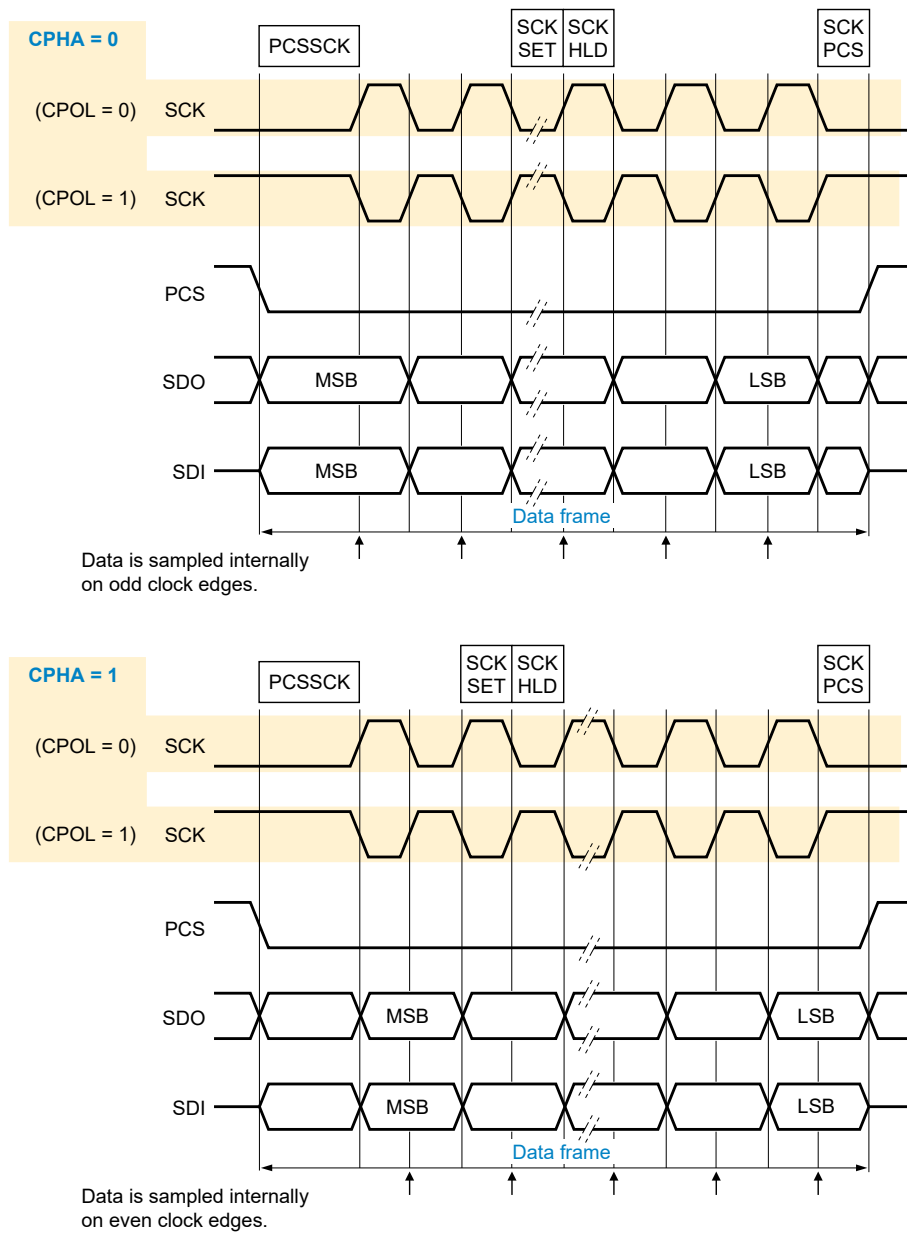 CPHA = 0
PCSSCK
SCK
SET
SCK
HLD
SCK
PCS
(CPOL = 0) SCK
(CPOL = 1) SCK
PCS
SDO MSB LSB
SDI MSB LSB
Data frame
Data is sampled internally
on odd clock edges.
CPHA = 1
PCSSCK
SCK
SET
SCK
HLD
SCK
PCS
(CPOL = 0) SCK
(CPOL = 1) SCK
PCS
SDO MSB LSB
SDI MSB LSB
Data frame
Data is sampled internally
on even clock edges.